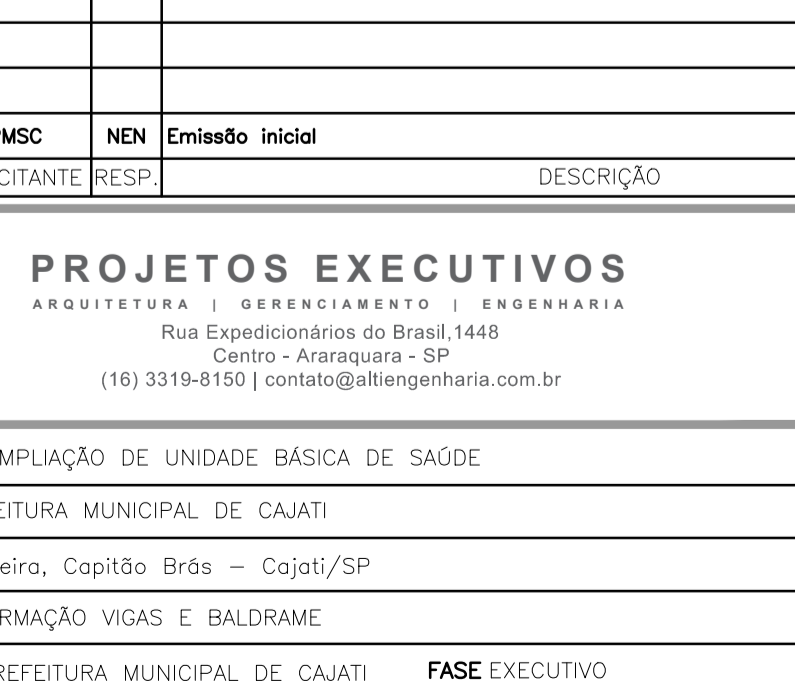 PMSC NEN Emissão inicial
CITANTE RESP. DESCRIÇÃO
PROJETOS EXECUTIVOS
ARQUITETURA | GERENCIAMENTO | ENGENHARIA
Rua Expedicionários do Brasil,1448
Centro - Araraquara - SP
(16) 3319-8150 | contato@altiengenharia.com.br
MPLIAÇÃO DE UNIDADE BÁSICA DE SAÚDE
EITURA MUNICIPAL DE CAJATI
eira, Capitão Brás – Cajati/SP
RMAÇÃO VIGAS E BALDRAME
REFEITURA MUNICIPAL DE CAJATI FASE EXECUTIVO